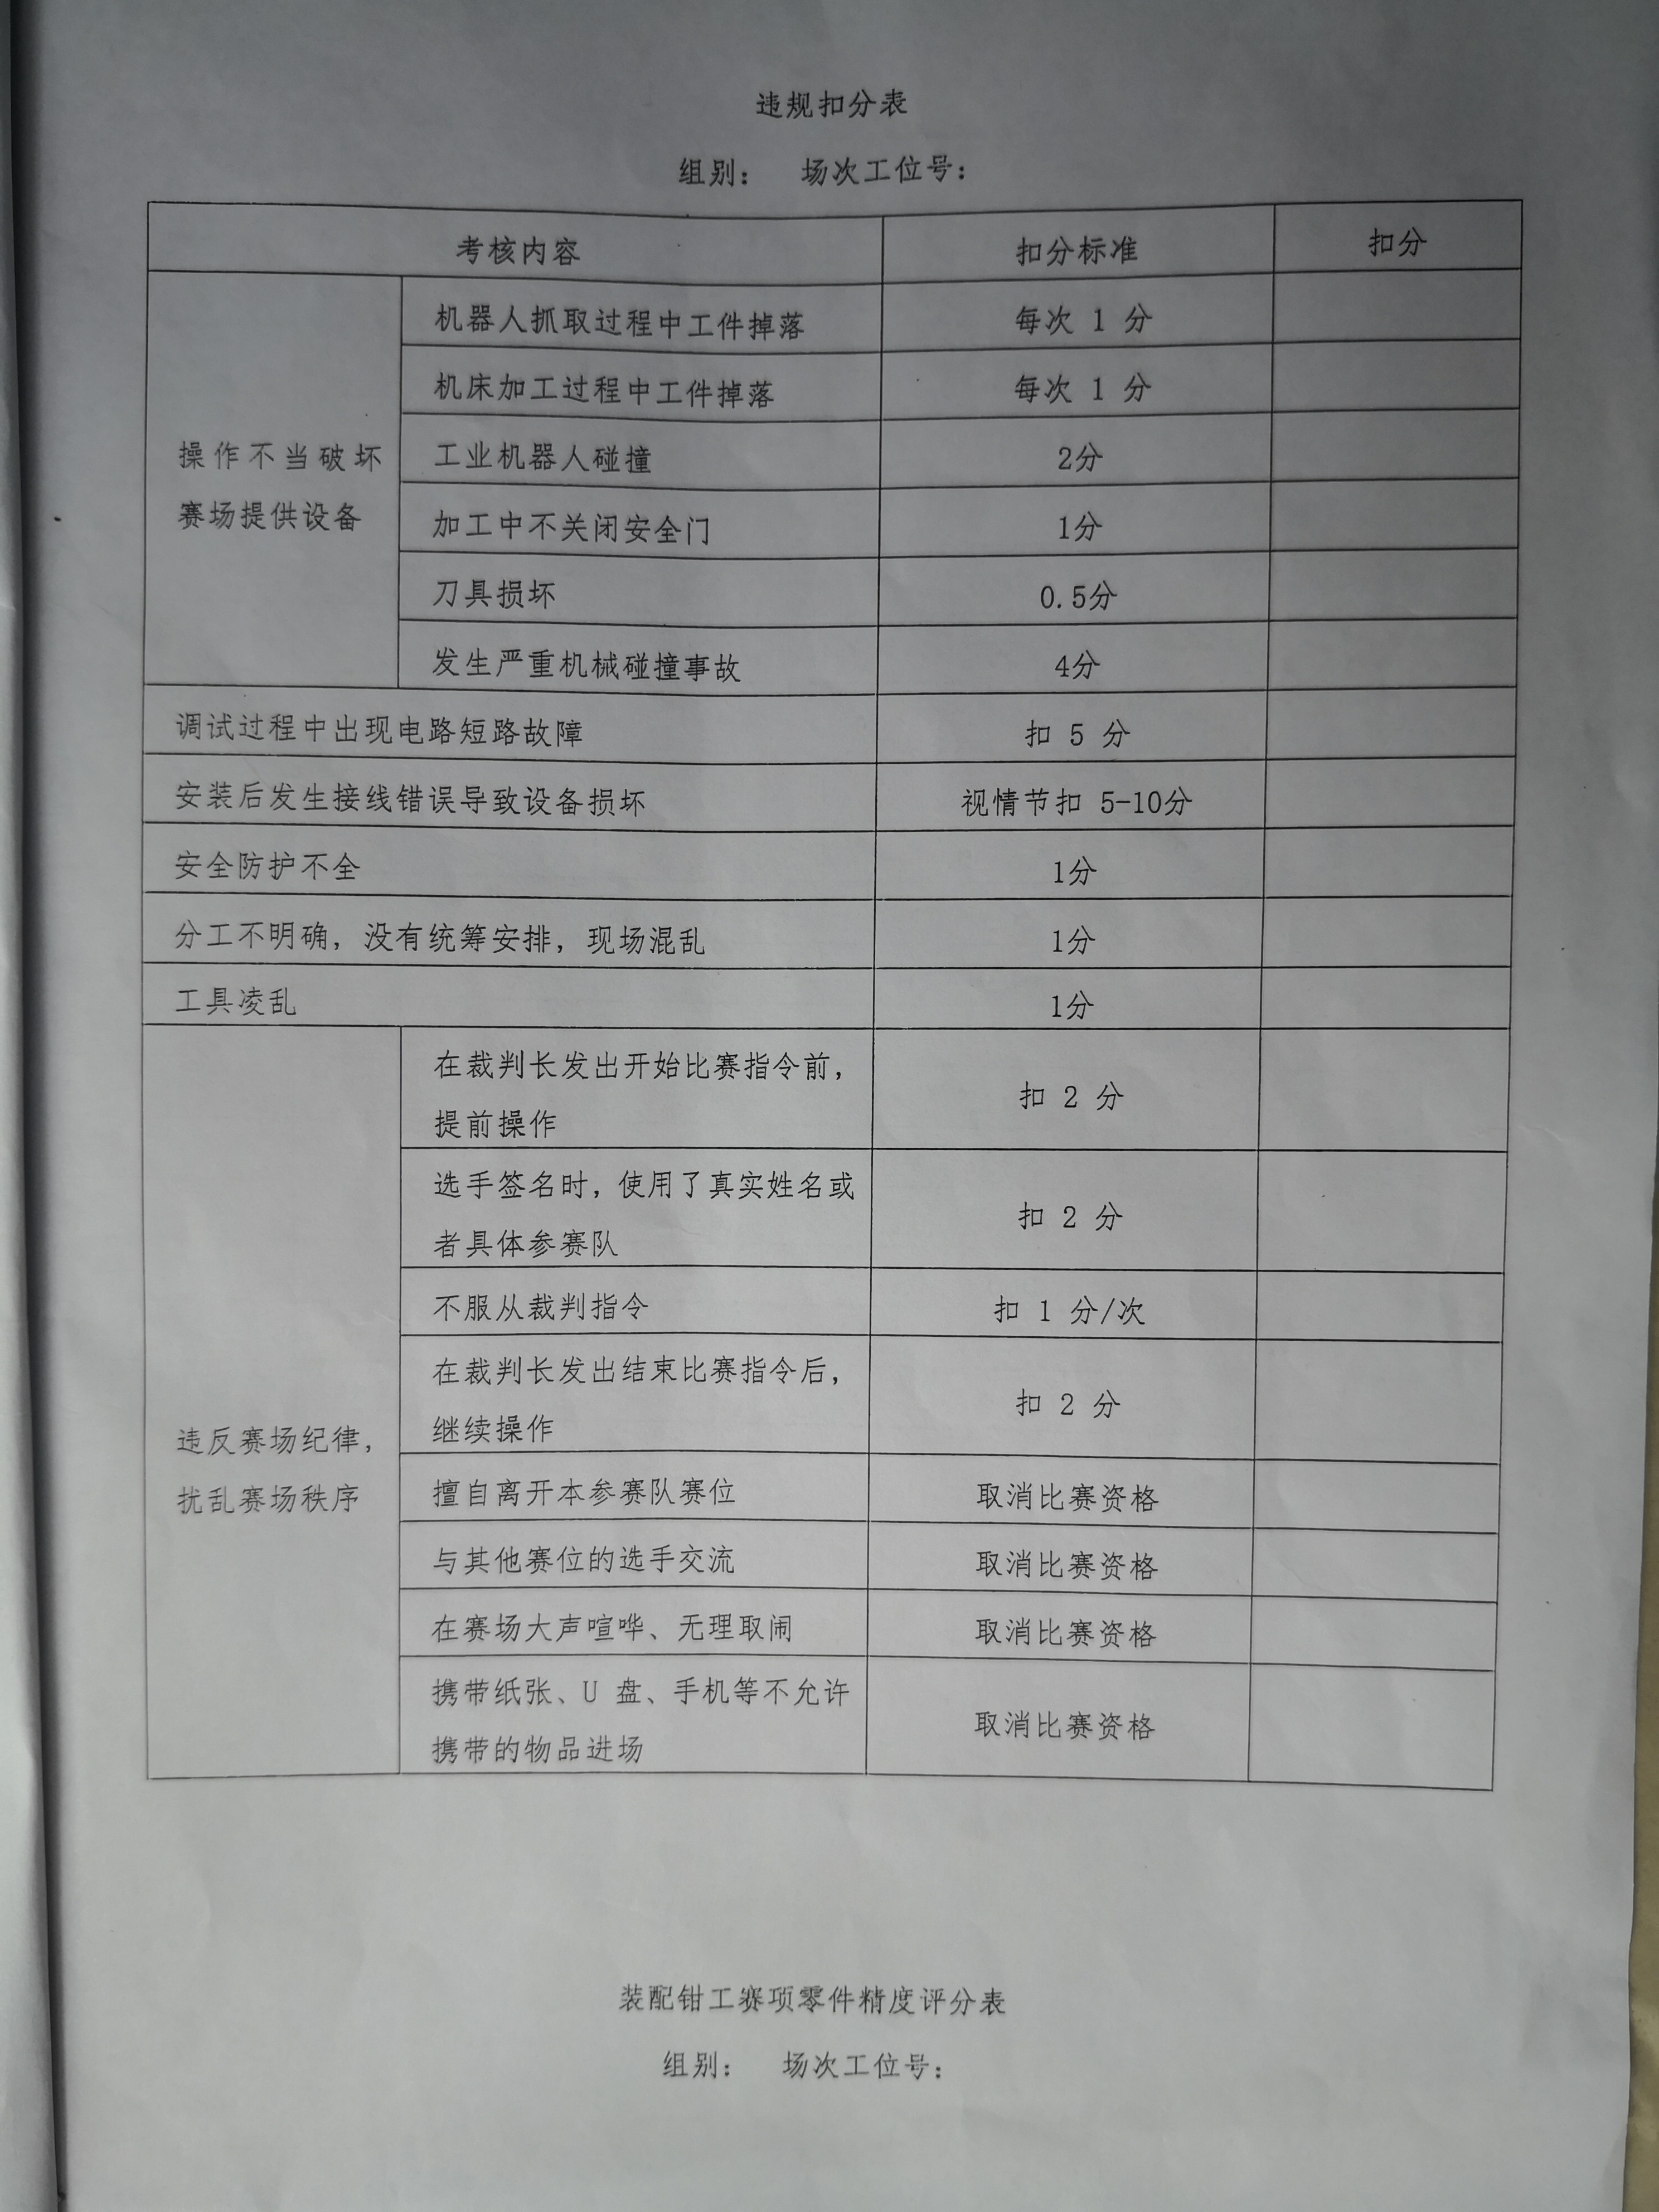 违规扣分表
组别： 场次工位号：
考核内容 扣分标准 扣分
操作不当破坏
赛场提供设备
机器人抓取过程中工件掉落 每次 1 分
机床加工过程中工件掉落 每次 1 分
工业机器人碰撞 2分
加工中不关闭安全门 1分
刀具损坏 0.5分
发生严重机械碰撞事故 4分
调试过程中出现电路短路故障 扣 5 分
安装后发生接线错误导致设备损坏 视情节扣 5-10分
安全防护不全 1分
分工不明确，没有统筹安排，现场混乱 1分
工具凌乱 1分
违反赛场纪律，
扰乱赛场秩序
在裁判长发出开始比赛指令前，
提前操作
扣 2 分
选手签名时，使用了真实姓名或
者具体参赛队
扣 2 分
不服从裁判指令 扣 1 分/次
在裁判长发出结束比赛指令后，
继续操作
扣 2 分
擅自离开本参赛队赛位 取消比赛资格
与其他赛位的选手交流 取消比赛资格
在赛场大声喧哗、无理取闹 取消比赛资格
携带纸张、U 盘、手机等不允许
携带的物品进场
取消比赛资格
装配钳工赛项零件精度评分表
组别： 场次工位号：